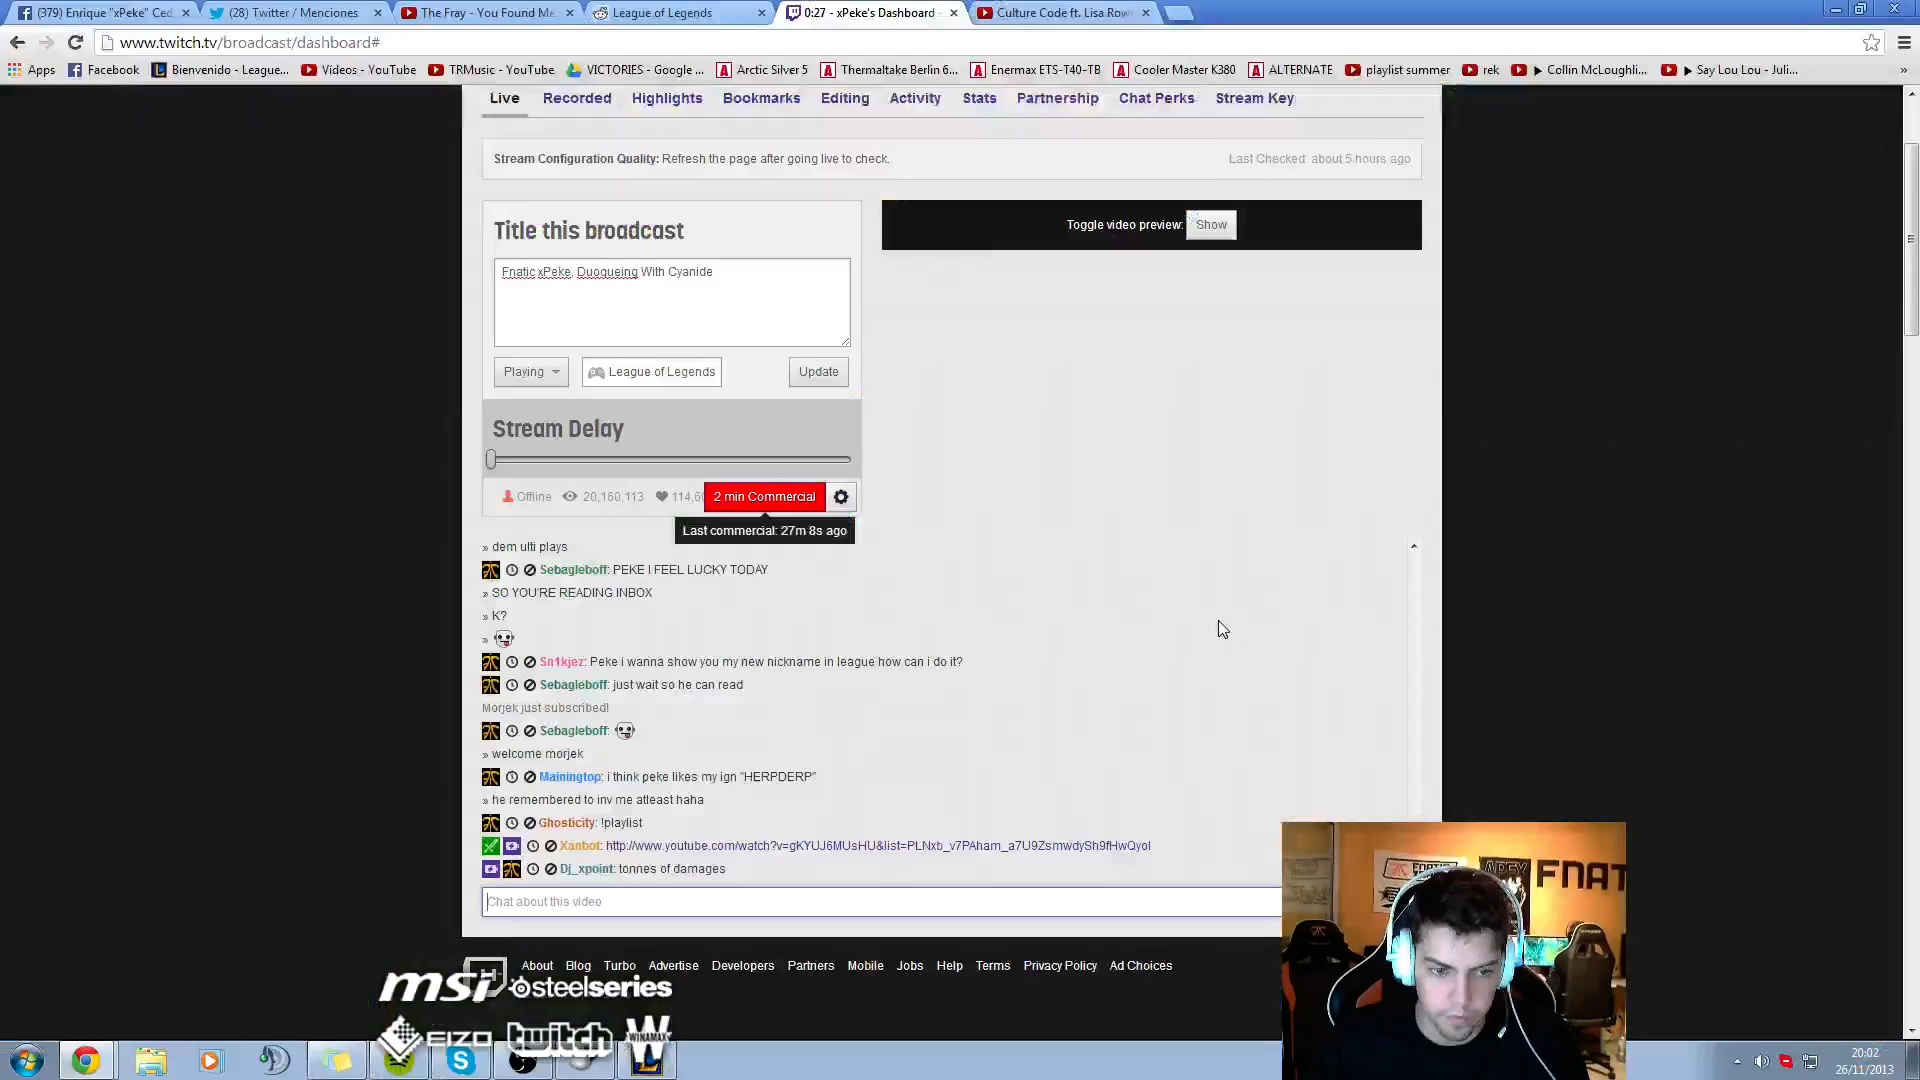 (379) Enrique "xPeke" Ced
(28) Twitter / Menciones
The Fray - You Found Me
League of Legends
0:27 - xPeke's Dashboard -
Culture Code ft. Lisa Row
www.twitch.tv/broadcast/dashboard#
Apps
Facebook
Bienvenido - League...
Vídeos - YouTube
TRMusic - YouTube
VICTORIES - Google ...
Arctic Silver 5
Thermaltake Berlin 6...
Enermax ETS-T40-TB
Cooler Master K380
ALTERNATE
playlist summer
rek
▶ Collin McLoughli...
▶ Say Lou Lou - Juli...
»
Live
Recorded
Highlights
Bookmarks
Editing
Activity
Stats
Partnership
Chat Perks
Stream Key
Stream Configuration Quality: Refresh the page after going live to check.
Last Checked: about 5 hours ago
Title this broadcast
Toggle video preview: Show
Fnatic xPeke, Duoqueing With Cyanide
Playing
League of Legends
Update
Stream Delay
Offline
20,160,113
2 min Commercial
Last commercial: 27m 8s ago
» dem ulti plays
Sebagleboff: PEKE I FEEL LUCKY TODAY
» SO YOU'RE READING INBOX
» K?
»
Sn1kjez: Peke i wanna show you my new nickname in league how can i do it?
Sebagleboff: just wait so he can read
Morjek just subscribed!
Sebagleboff:
» welcome morjek
Mainingtop: i think peke likes my ign "HERPDERP"
» he remembered to inv me atleast haha
Ghosticity: !playlist
Xanbot: http://www.youtube.com/watch?v=gKYUJ6MUsHU&list=PLNxb_v7PAham_a7U9ZsmwdySh9fHwQyoI
Dj_xpoint: tonnes of damages
Chat about this video
FNAT
About
Blog
Turbo
Advertise
Developers
Partners
Mobile
Jobs
Help
Terms
Privacy Policy
Ad Choices
msi
steelseries
EIZO
twitch
W
WINAMAX
20:02
26/11/2013